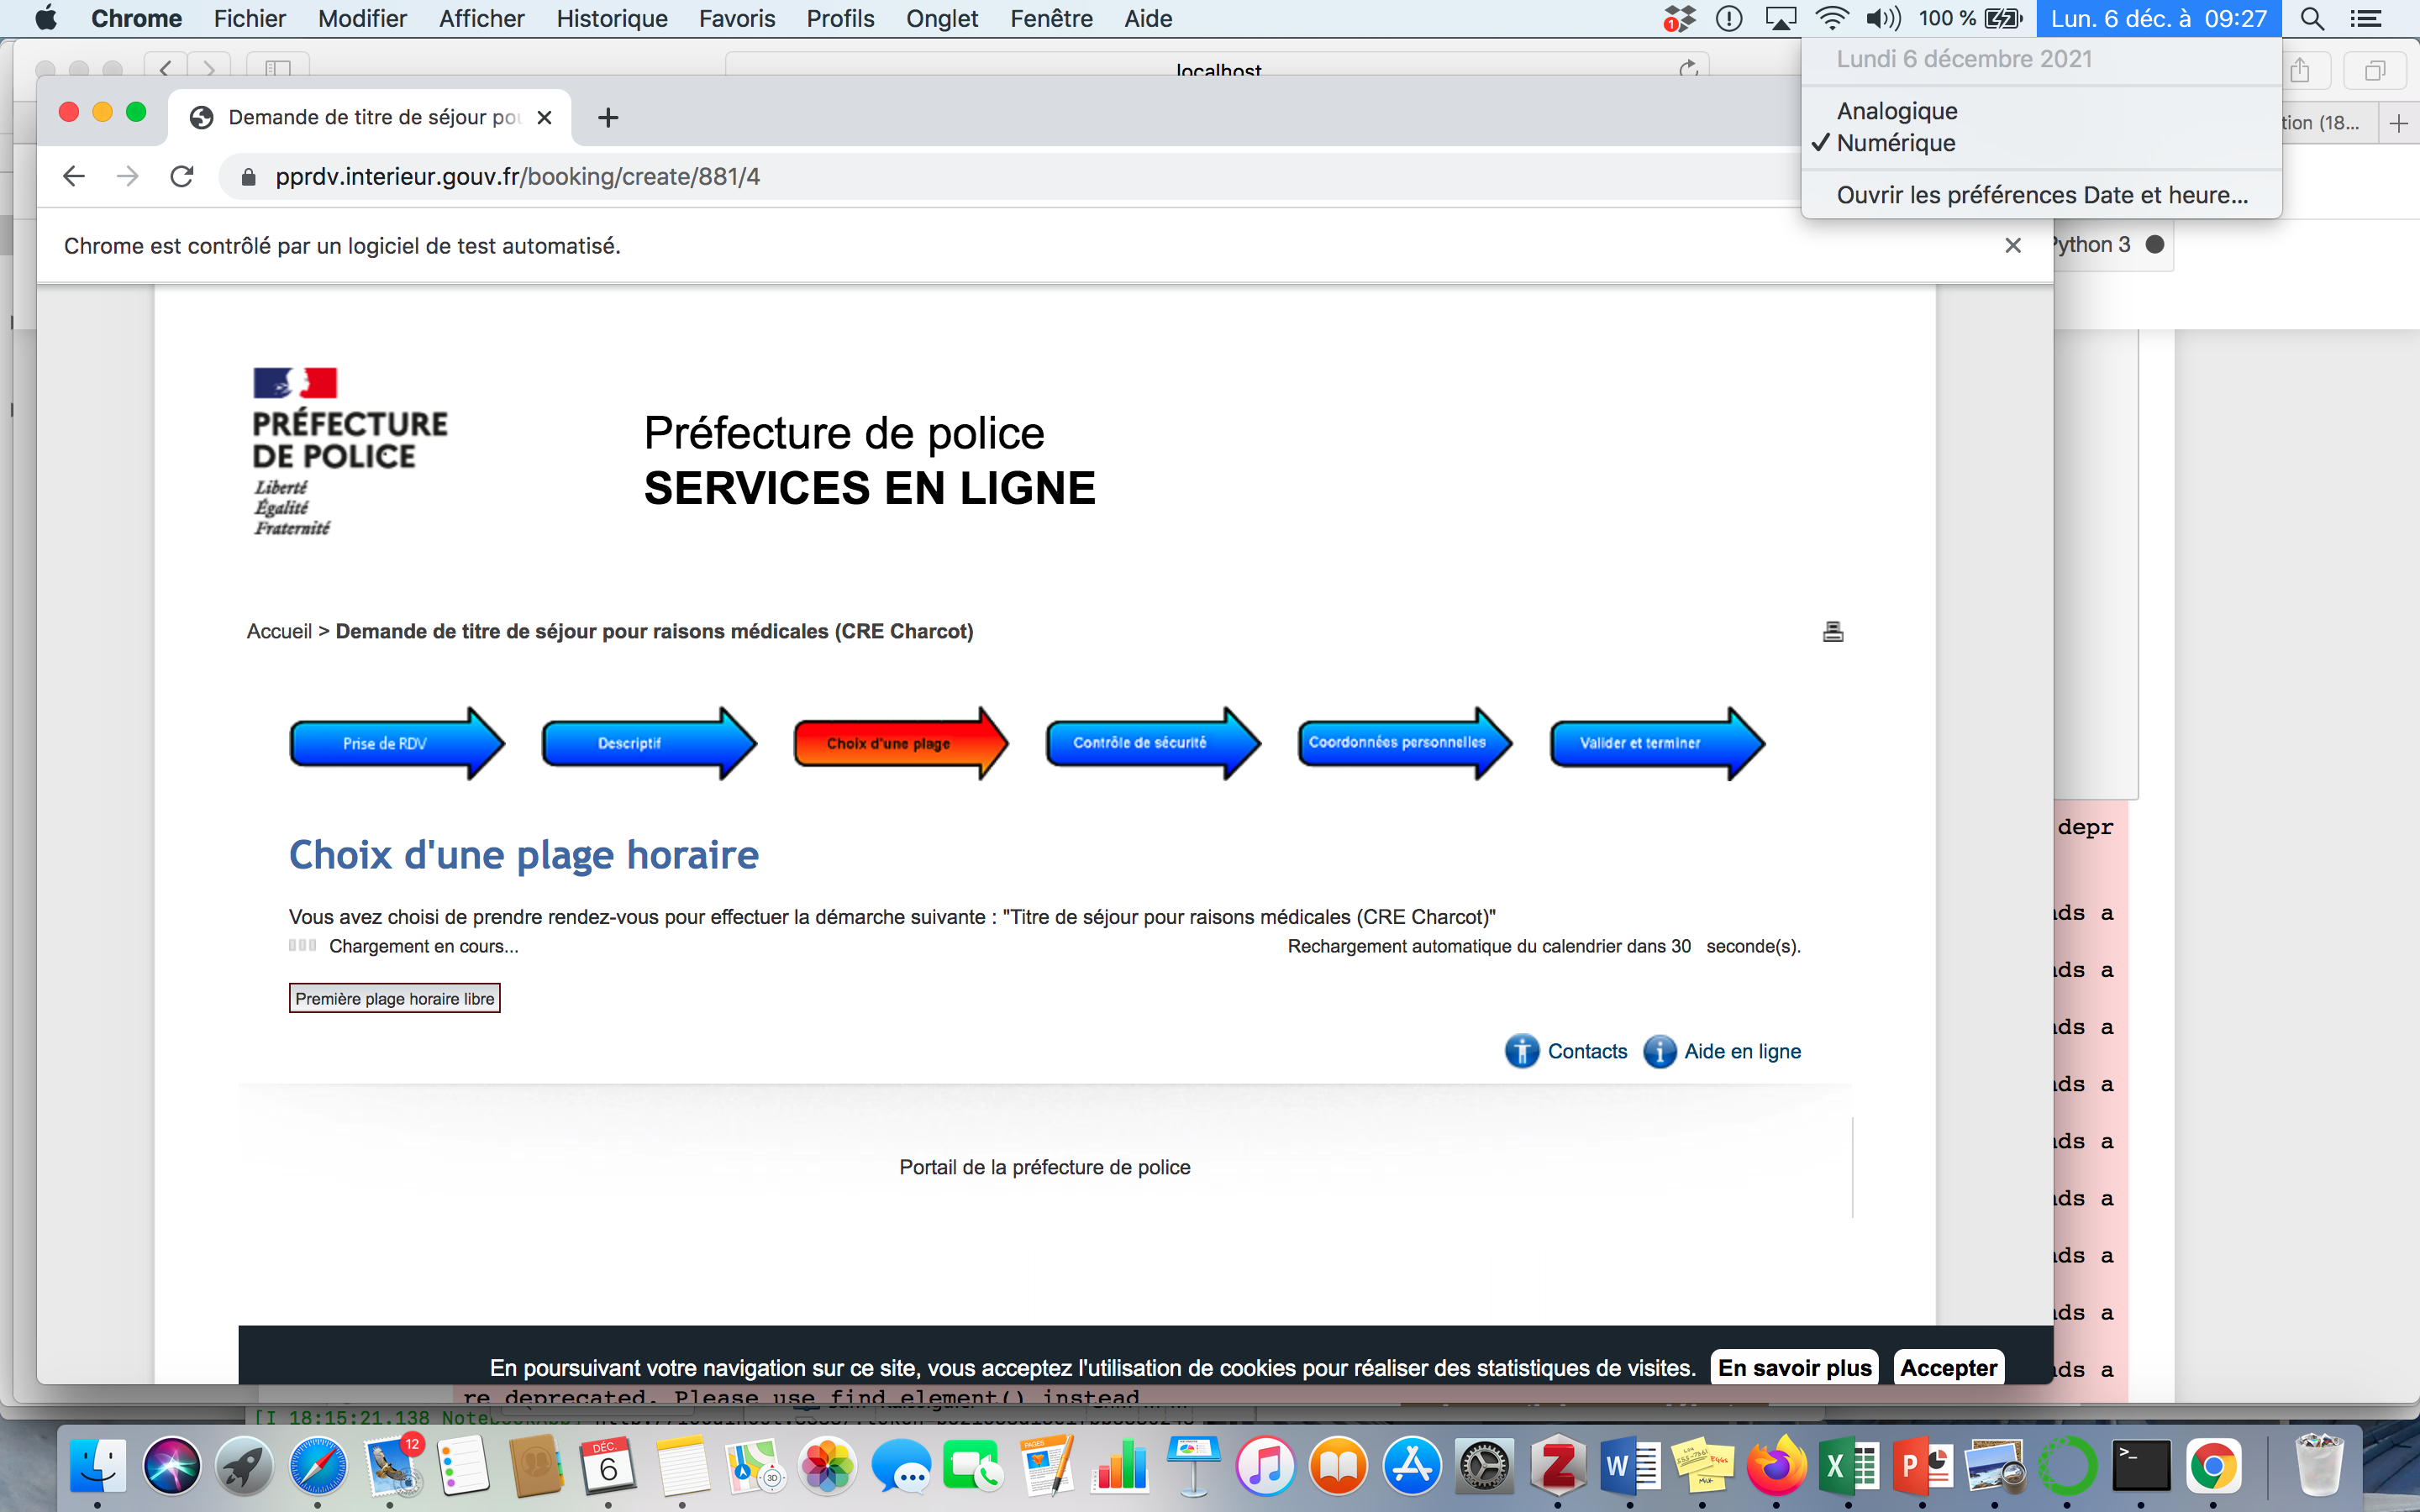 Chrome Fichier Modifier Afficher Historique Favoris Profils Onglet Fenêtre Aide 1 100 % Lun. 6 déc. à 09:27
Lundi 6 décembre 2021
Analogique
✓ Numérique
Ouvrir les préférences Date et heure...
localhost
tion (18...
Demande de titre de séjour
pprdv.interieur.gouv.fr/booking/create/881/4
Chrome est contrôlé par un logiciel de test automatisé.
Python 3
PRÉFECTURE
DE POLICE
Liberté
Égalité
Fraternité
Préfecture de police
SERVICES EN LIGNE
Accueil > Demande de titre de séjour pour raisons médicales (CRE Charcot)
Prise de RDV Descriptif Choix d'une plage Contrôle de sécurité Coordonnées personnelles Valider et terminer
Choix d'une plage horaire
Vous avez choisi de prendre rendez-vous pour effectuer la démarche suivante : "Titre de séjour pour raisons médicales (CRE Charcot)"
Chargement en cours... Rechargement automatique du calendrier dans 30 seconde(s).
Première plage horaire libre
Contacts Aide en ligne
Portail de la préfecture de police
En poursuivant votre navigation sur ce site, vous acceptez l'utilisation de cookies pour réaliser des statistiques de visites. En savoir plus Accepter
depr
ds a
ds a
ds a
ds a
ds a
ds a
ds a
ds a
ds a
re deprecated. Please use find_element() instead
[I 18:15:21.138
12
DÉC.
6
PAGES
3D